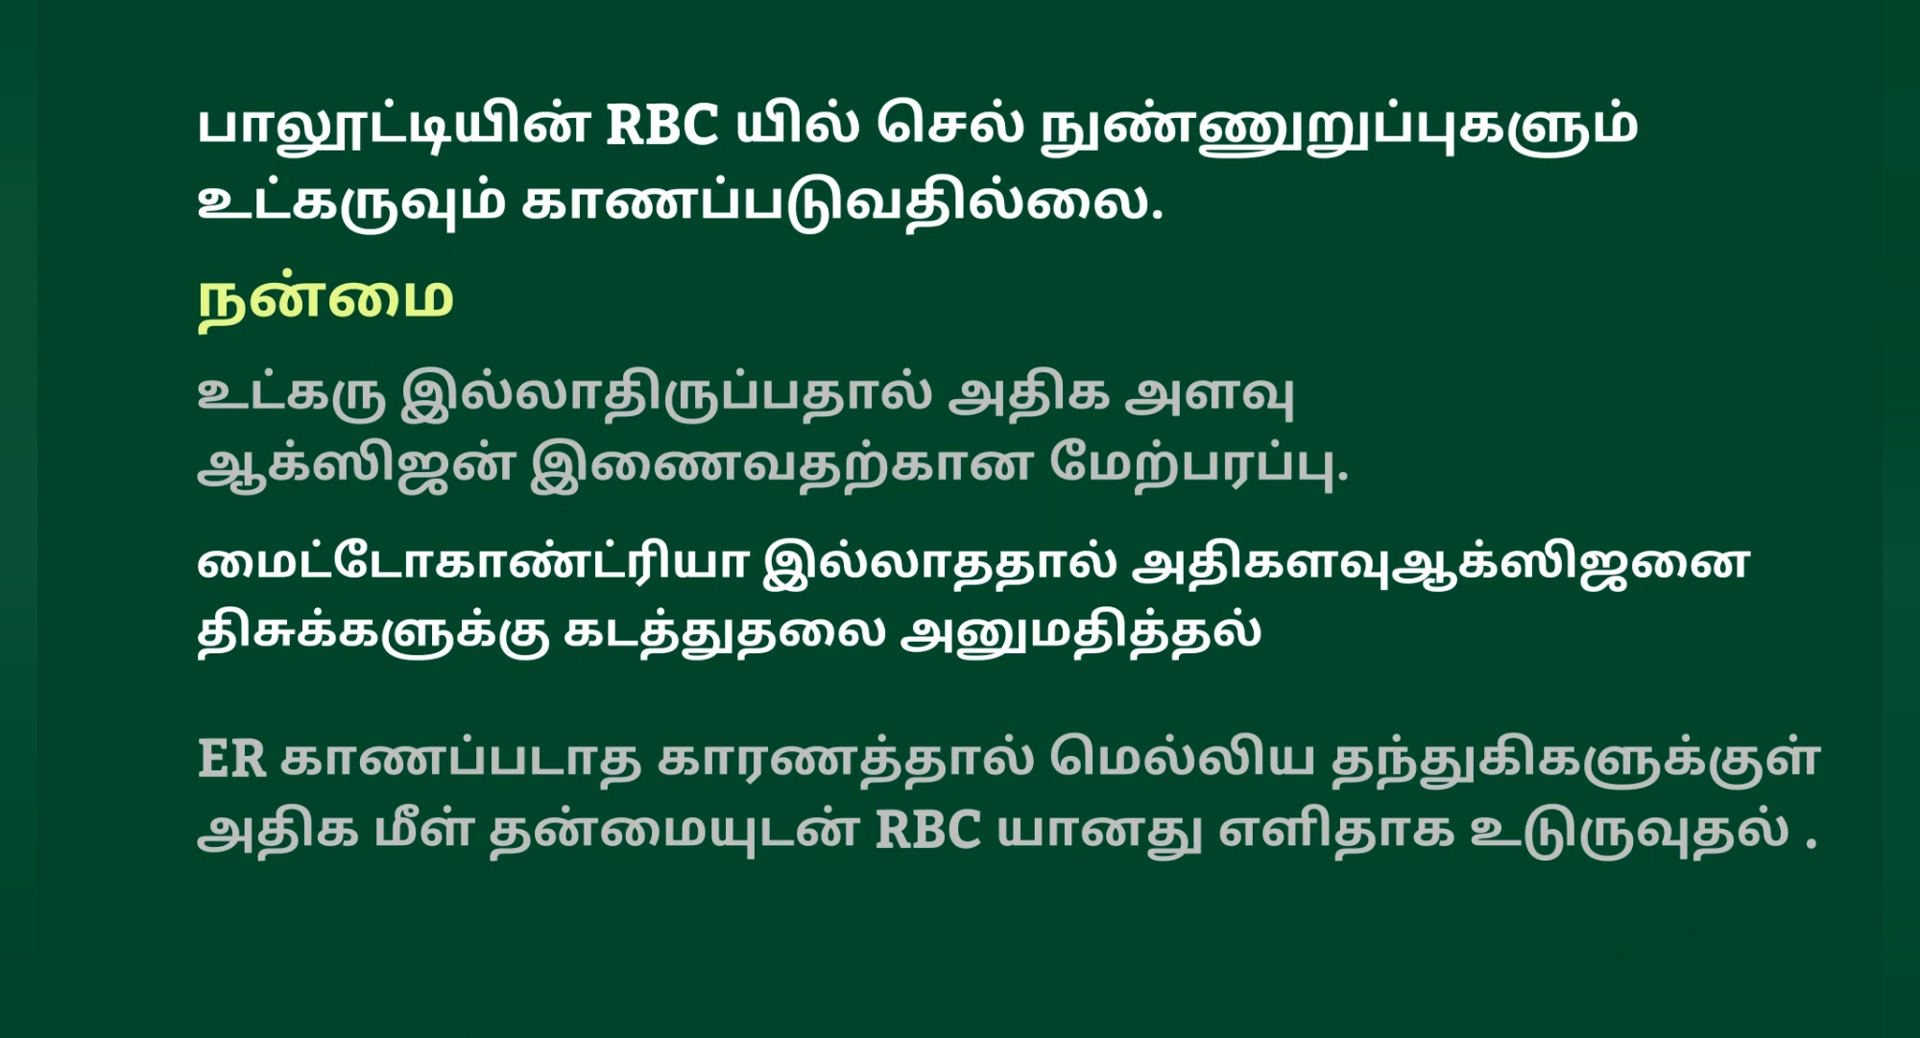 பாலூட்டியின் RBC யில் செல் நுண்ணுறுப்புகளும்
உட்கருவும் காணப்படுவதில்லை.
நன்மை
உட்கரு இல்லாதிருப்பதால் அதிக அளவு
ஆக்ஸிஜன் இணைவதற்கான மேற்பரப்பு.
மைட்டோகாண்ட்ரியா இல்லாததால் அதிகளவுஆக்ஸிஜனை
திசுக்களுக்கு கடத்துதலை அனுமதித்தல்
ER காணப்படாத காரணத்தால் மெல்லிய தந்துகிகளுக்குள்
அதிக மீள் தன்மையுடன் RBC யானது எளிதாக உடுருவுதல் .